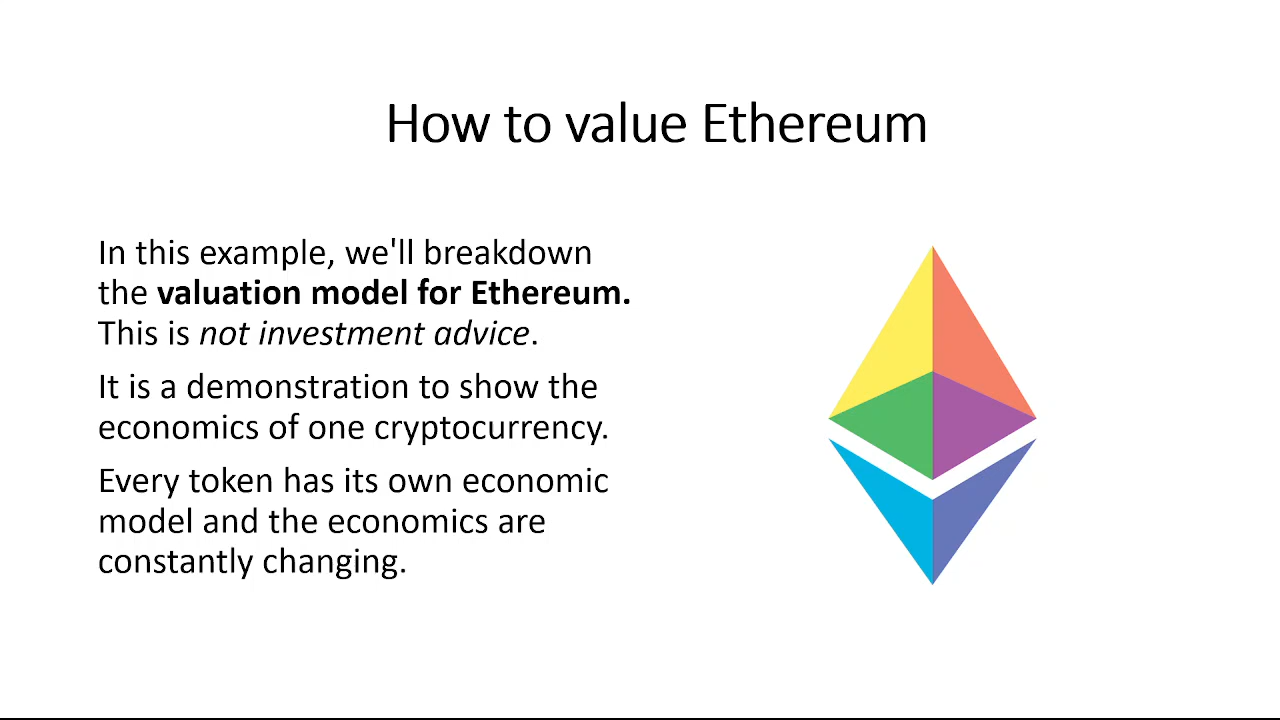 How to value Ethereum
In this example, we'll breakdown
the valuation model for Ethereum.
This is not investment advice.
It is a demonstration to show the
economics of one cryptocurrency.
Every token has its own economic
model and the economics are
constantly changing.